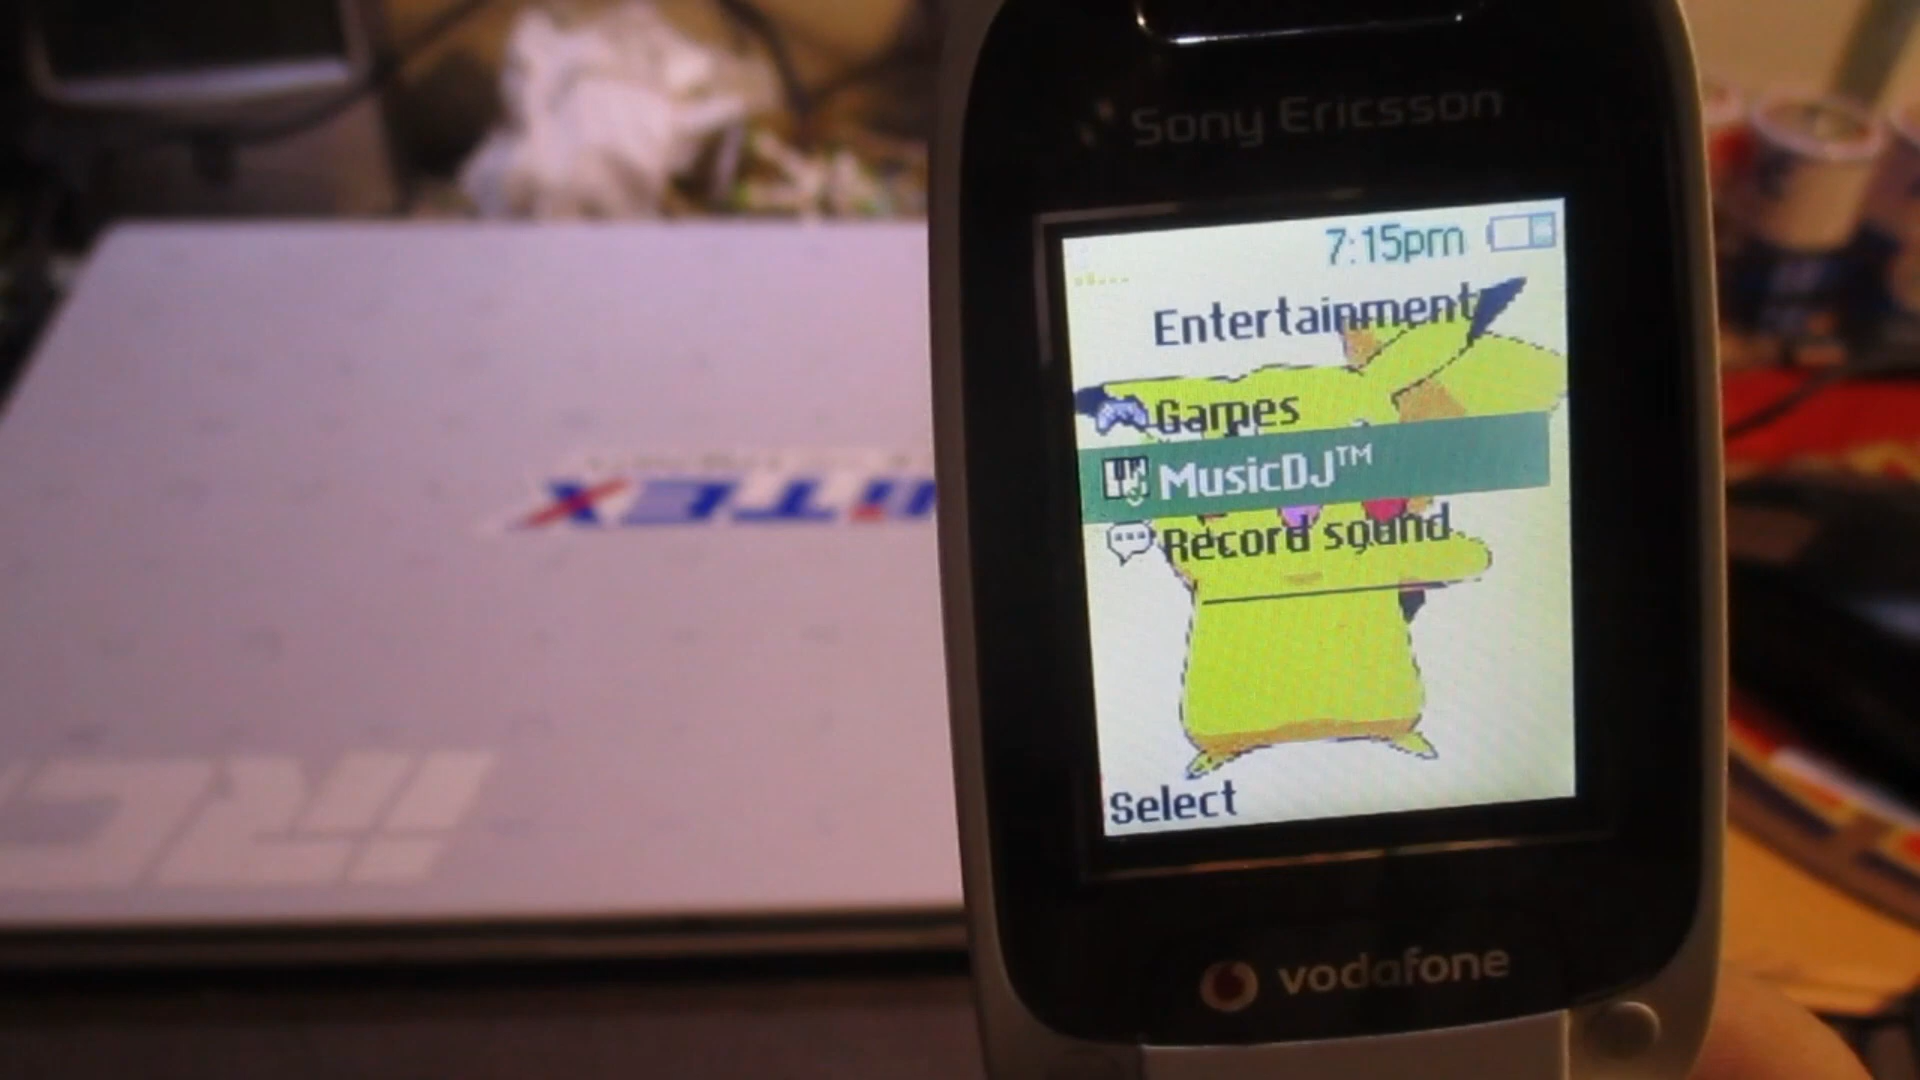 Sony Ericsson
7:15pm
Entertainment
Games
MusicDJ™
Record sound
Select
vodafone